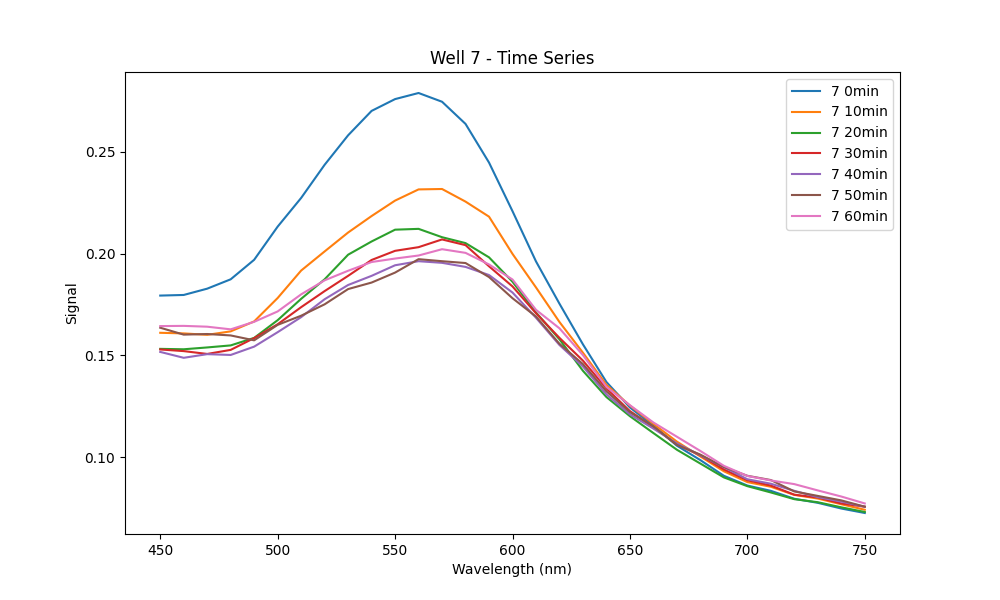 Well 7 - Time Series
Signal
0.25
0.20
0.15
0.10
450 500 550 600 650 700 750
Wavelength (nm)
7 0min
7 10min
7 20min
7 30min
7 40min
7 50min
7 60min